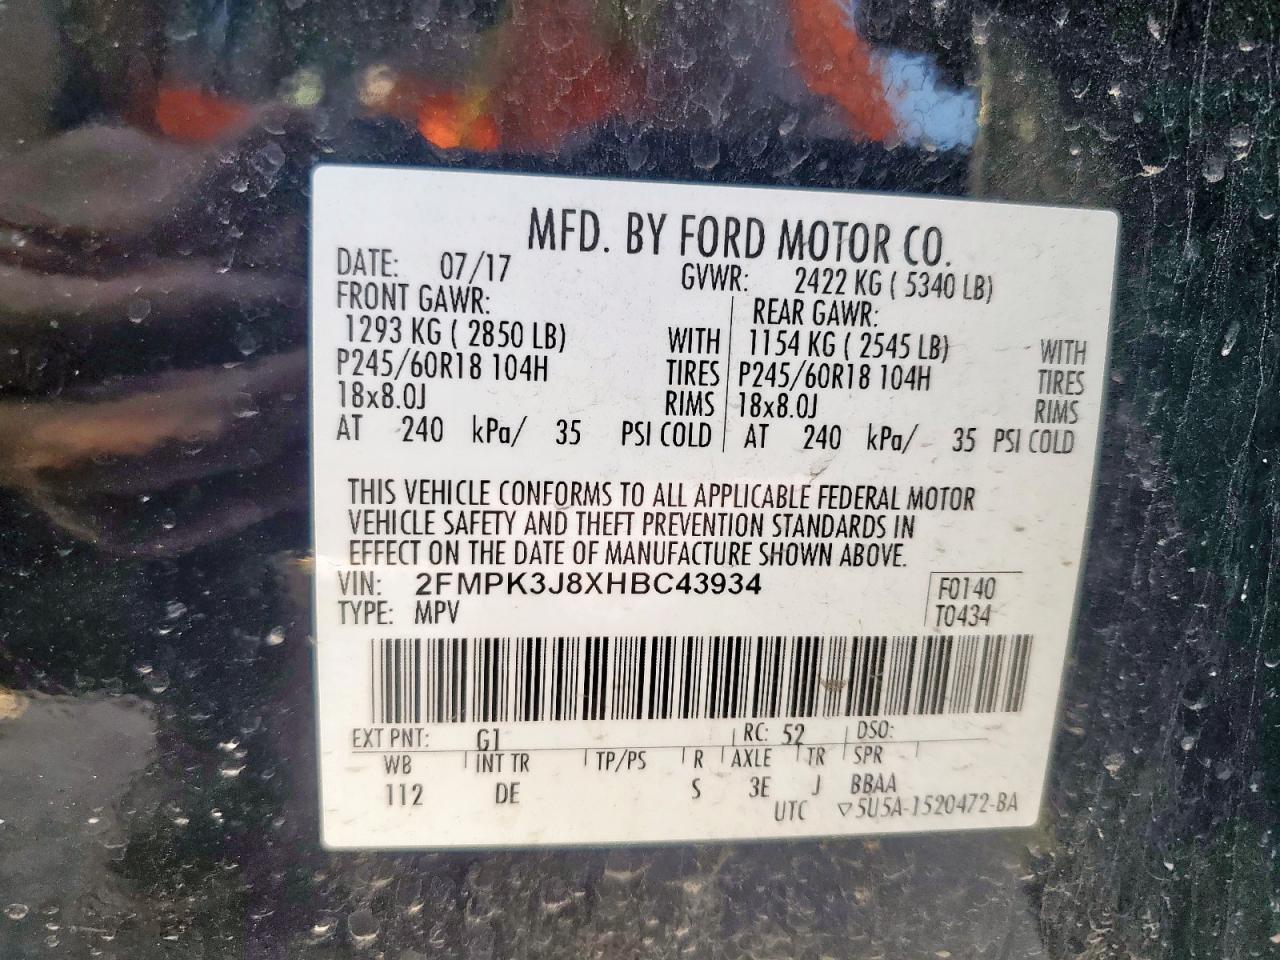 MFD. BY FORD MOTOR CO.
DATE: 07/17 GVWR: 2422 KG ( 5340 LB)
FRONT GAWR: REAR GAWR:
1293 KG ( 2850 LB) WITH 1154 KG ( 2545 LB) WITH
P245/60R18 104H TIRES P245/60R18 104H TIRES
18x8.0J RIMS 18x8.0J RIMS
AT 240 kPa/ 35 PSI COLD AT 240 kPa/ 35 PSI COLD
THIS VEHICLE CONFORMS TO ALL APPLICABLE FEDERAL MOTOR
VEHICLE SAFETY AND THEFT PREVENTION STANDARDS IN
EFFECT ON THE DATE OF MANUFACTURE SHOWN ABOVE.
VIN: 2FMPK3J8XHBC43934 F0140
TYPE: MPV T0434
EXT PNT: G1 RC: 52 DSO:
WB INT TR TP/PS R AXLE TR SPR
112 DE S 3E J BBAA
UTC ▽5U5A-1520472-BA